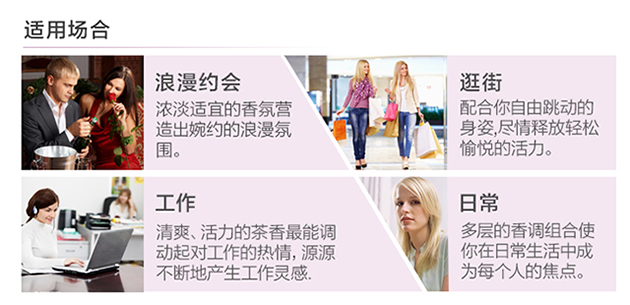 适用场合
浪漫约会
浓淡适宜的香氛营
造出婉约的浪漫氛
围。
逛街
配合你自由跳动的
身姿,尽情释放轻松
愉悦的活力。
工作
清爽、活力的茶香最能调
动起对工作的热情，源源
不断地产生工作灵感.
日常
多层的香调组合使
你在日常生活中成
为每个人的焦点。